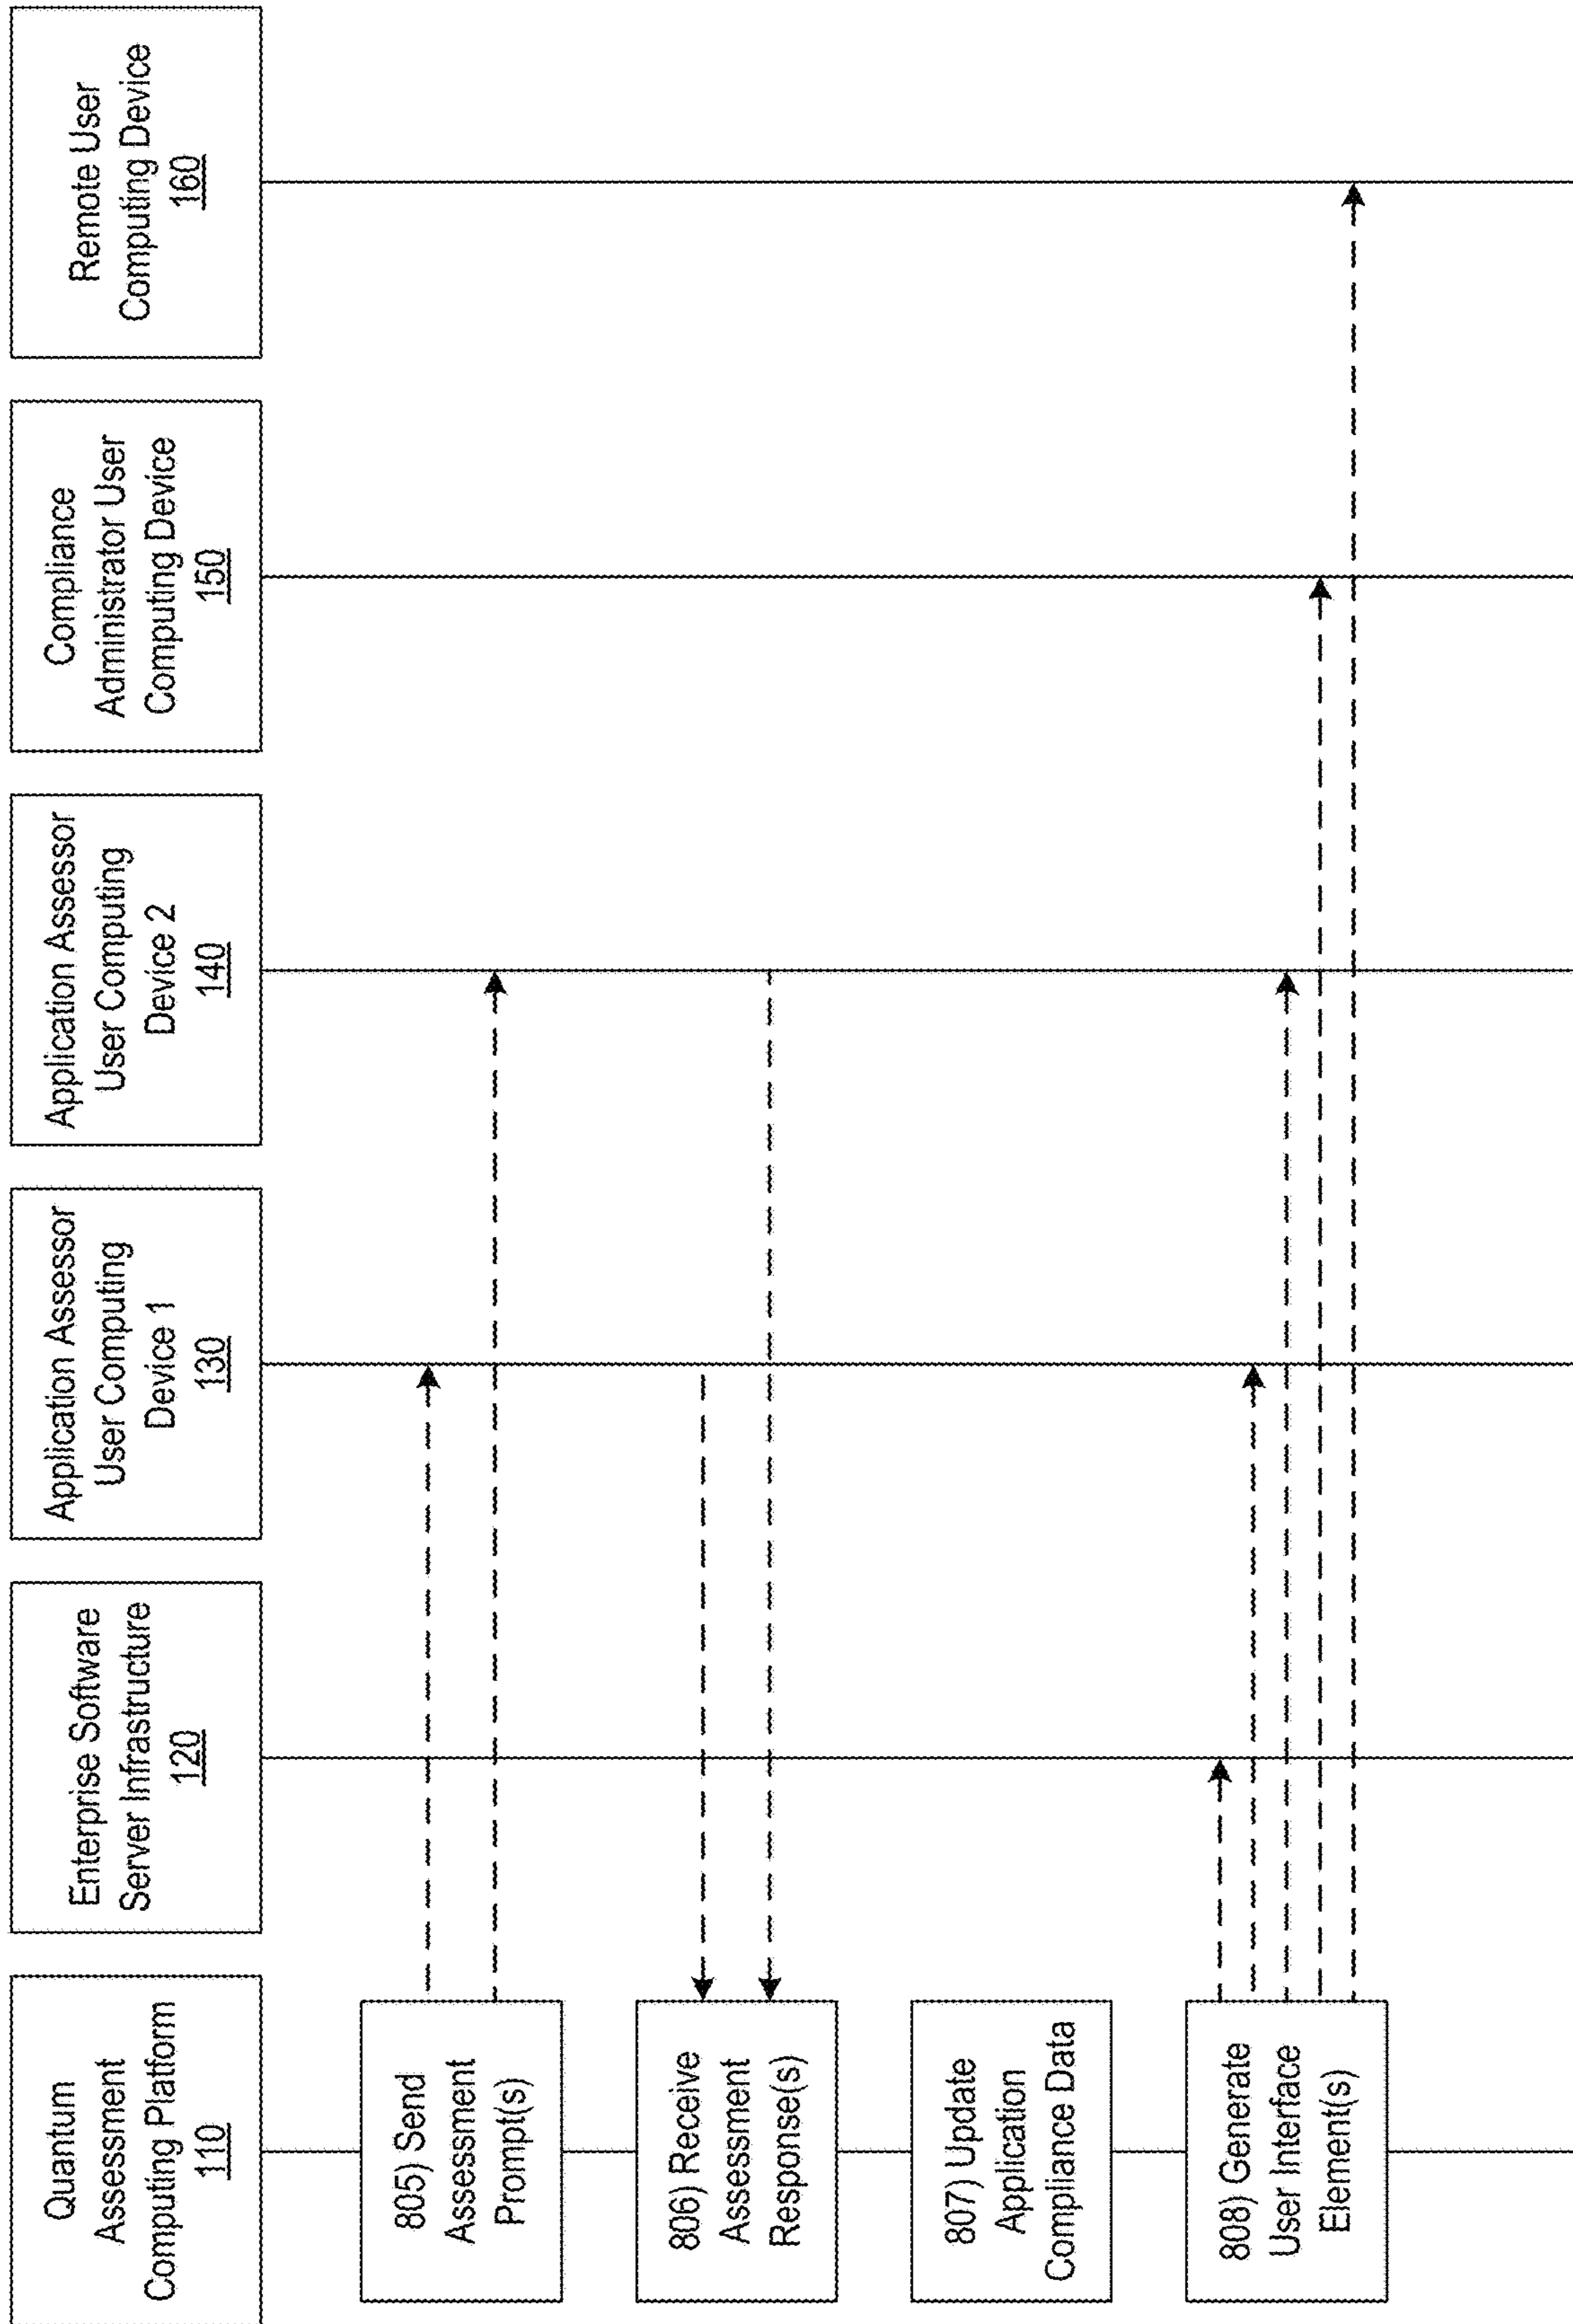 Quantum
Assessment
Computing Platform
110
Enterprise Software
Server Infrastructure
120
Application Assessor
User Computing
Device 1
130
Application Assessor
User Computing
Device 2
140
Compliance
Administrator User
Computing Device
150
Remote User
Computing Device
160
805) Send
Assessment
Prompt(s)
806) Receive
Assessment
Response(s)
807) Update
Application
Compliance Data
808) Generate
User Interface
Element(s)